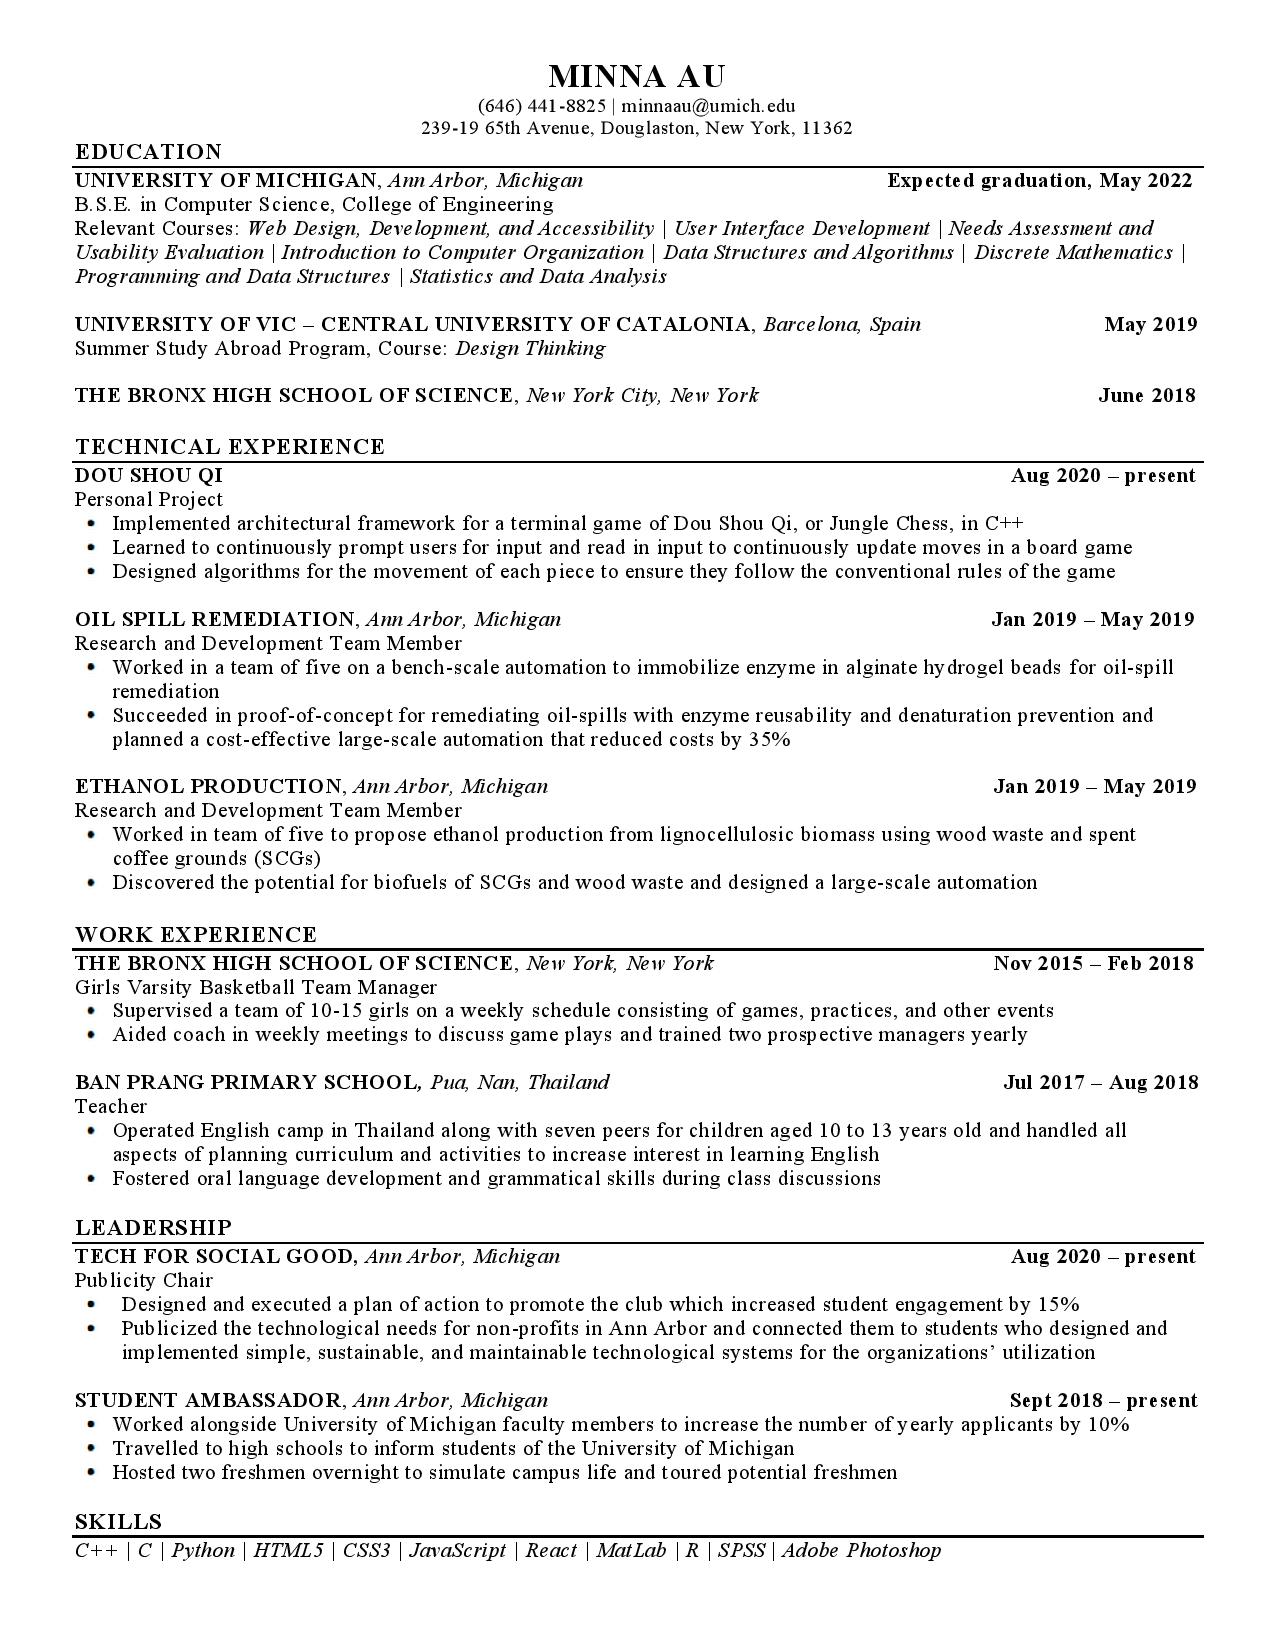 MINNA AU
(646) 441-8825 | minnaau@umich.edu
239-19 65th Avenue, Douglaston, New York, 11362
EDUCATION
UNIVERSITY OF MICHIGAN, Ann Arbor, Michigan Expected graduation, May 2022
B.S.E. in Computer Science, College of Engineering
Relevant Courses: Web Design, Development, and Accessibility | User Interface Development | Needs Assessment and
Usability Evaluation | Introduction to Computer Organization | Data Structures and Algorithms | Discrete Mathematics |
Programming and Data Structures | Statistics and Data Analysis
UNIVERSITY OF VIC – CENTRAL UNIVERSITY OF CATALONIA, Barcelona, Spain May 2019
Summer Study Abroad Program, Course: Design Thinking
THE BRONX HIGH SCHOOL OF SCIENCE, New York City, New York June 2018
TECHNICAL EXPERIENCE
DOU SHOU QI Aug 2020 – present
Personal Project
• Implemented architectural framework for a terminal game of Dou Shou Qi, or Jungle Chess, in C++
• Learned to continuously prompt users for input and read in input to continuously update moves in a board game
• Designed algorithms for the movement of each piece to ensure they follow the conventional rules of the game
OIL SPILL REMEDIATION, Ann Arbor, Michigan Jan 2019 – May 2019
Research and Development Team Member
• Worked in a team of five on a bench-scale automation to immobilize enzyme in alginate hydrogel beads for oil-spill
remediation
• Succeeded in proof-of-concept for remediating oil-spills with enzyme reusability and denaturation prevention and
planned a cost-effective large-scale automation that reduced costs by 35%
ETHANOL PRODUCTION, Ann Arbor, Michigan Jan 2019 – May 2019
Research and Development Team Member
• Worked in team of five to propose ethanol production from lignocellulosic biomass using wood waste and spent
coffee grounds (SCGs)
• Discovered the potential for biofuels of SCGs and wood waste and designed a large-scale automation
WORK EXPERIENCE
THE BRONX HIGH SCHOOL OF SCIENCE, New York, New York Nov 2015 – Feb 2018
Girls Varsity Basketball Team Manager
• Supervised a team of 10-15 girls on a weekly schedule consisting of games, practices, and other events
• Aided coach in weekly meetings to discuss game plays and trained two prospective managers yearly
BAN PRANG PRIMARY SCHOOL, Pua, Nan, Thailand Jul 2017 – Aug 2018
Teacher
• Operated English camp in Thailand along with seven peers for children aged 10 to 13 years old and handled all
aspects of planning curriculum and activities to increase interest in learning English
• Fostered oral language development and grammatical skills during class discussions
LEADERSHIP
TECH FOR SOCIAL GOOD, Ann Arbor, Michigan Aug 2020 – present
Publicity Chair
• Designed and executed a plan of action to promote the club which increased student engagement by 15%
• Publicized the technological needs for non-profits in Ann Arbor and connected them to students who designed and
implemented simple, sustainable, and maintainable technological systems for the organizations’ utilization
STUDENT AMBASSADOR, Ann Arbor, Michigan Sept 2018 – present
• Worked alongside University of Michigan faculty members to increase the number of yearly applicants by 10%
• Travelled to high schools to inform students of the University of Michigan
• Hosted two freshmen overnight to simulate campus life and toured potential freshmen
SKILLS
C++ | C | Python | HTML5 | CSS3 | JavaScript | React | MatLab | R | SPSS | Adobe Photoshop